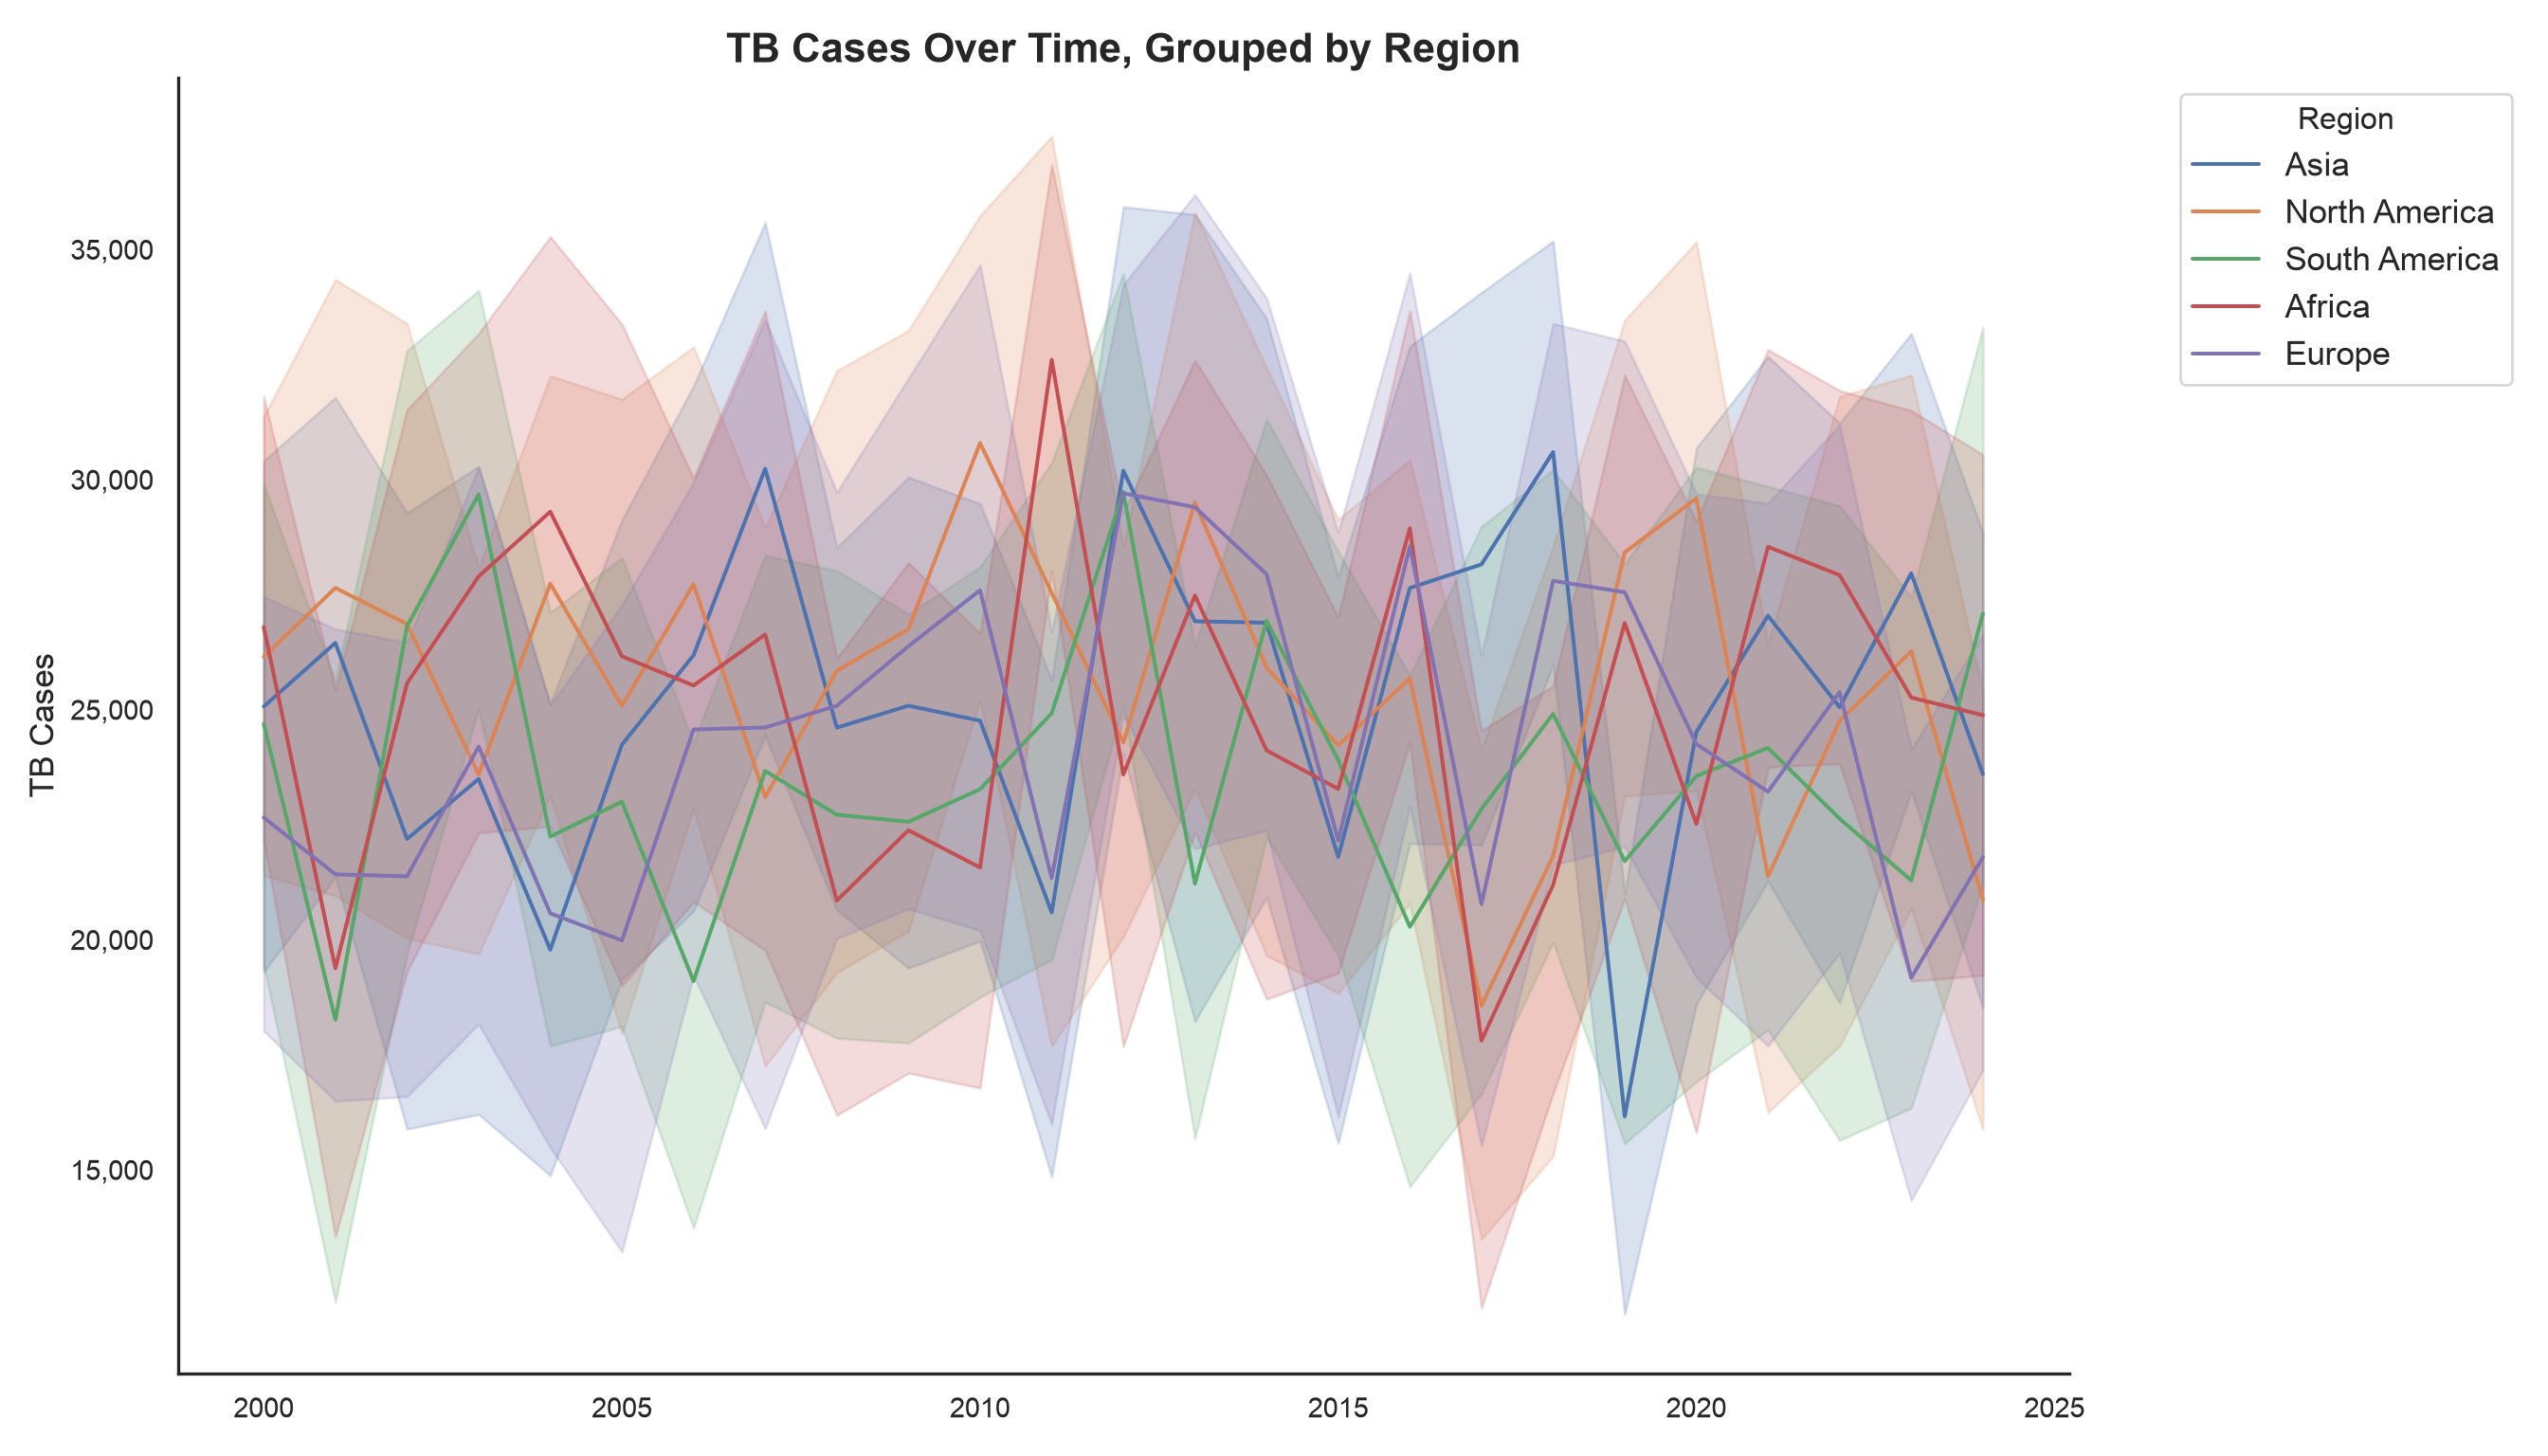 TB Cases Over Time, Grouped by Region
Region
Asia
North America
South America
Africa
Europe
TB Cases
35,000
30,000
25,000
20,000
15,000
2000
2005
2010
2015
2020
2025